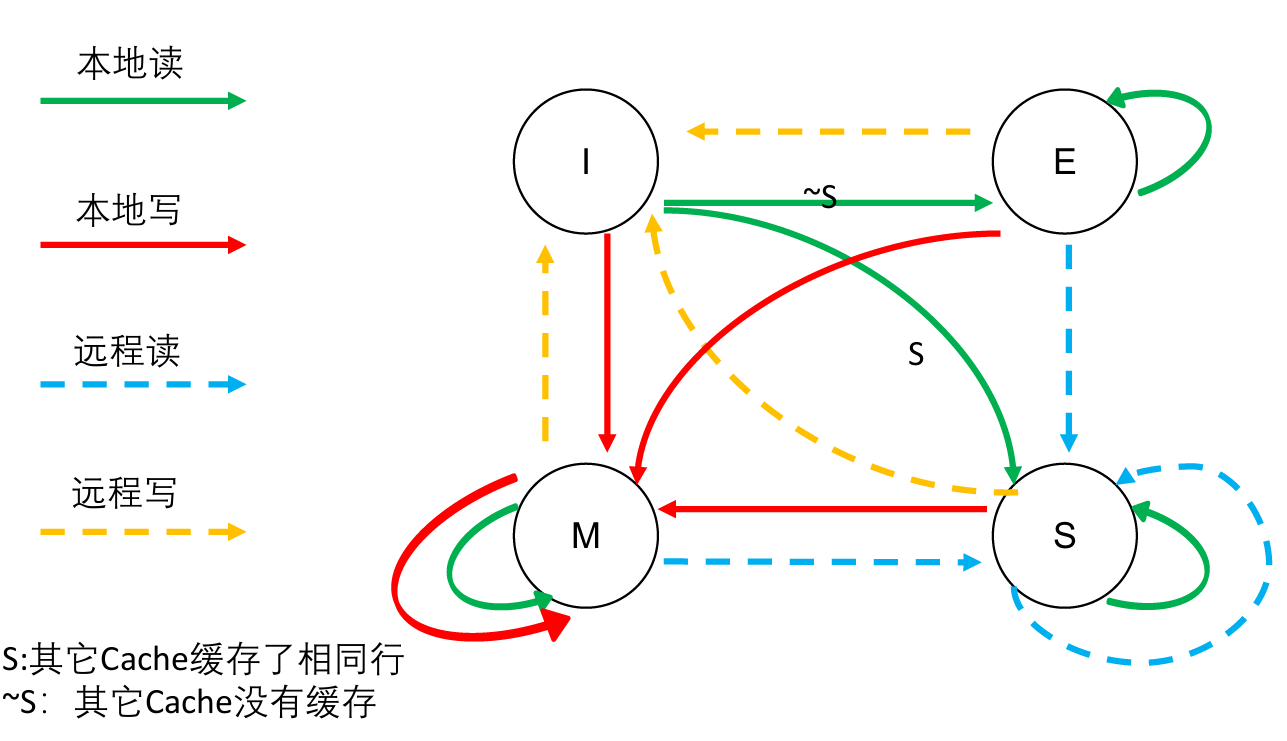 本地读
本地写
远程读
远程写
I
E
~S
S
M
S
S:其它Cache缓存了相同行
~S： 其它Cache没有缓存